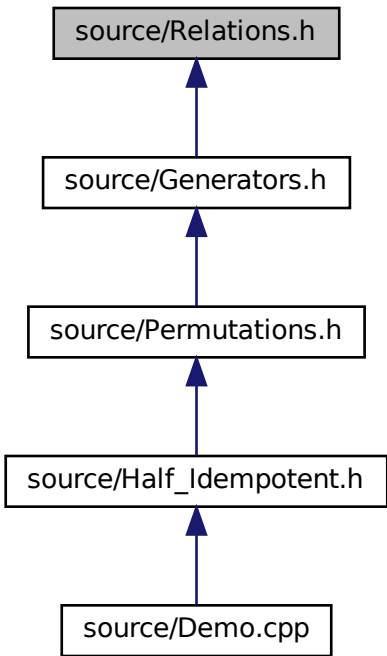 source/Relations.h
source/Generators.h
source/Permutations.h
source/Half_Idempotent.h
source/Demo.cpp